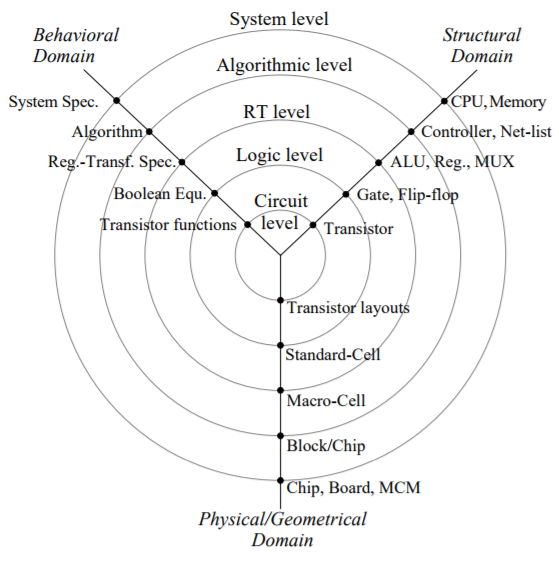 System level
Behavioral
Domain
Structural
Domain
Algorithmic level
System Spec.
CPU, Memory
RT level
Algorithm
Controller, Net-list
Logic level
Reg.-Transf. Spec.
ALU, Reg., MUX
Boolean Equ.
Gate, Flip-flop
Circuit
level
Transistor functions
Transistor
Transistor layouts
Standard-Cell
Macro-Cell
Block/Chip
Chip, Board, MCM
Physical/Geometrical
Domain